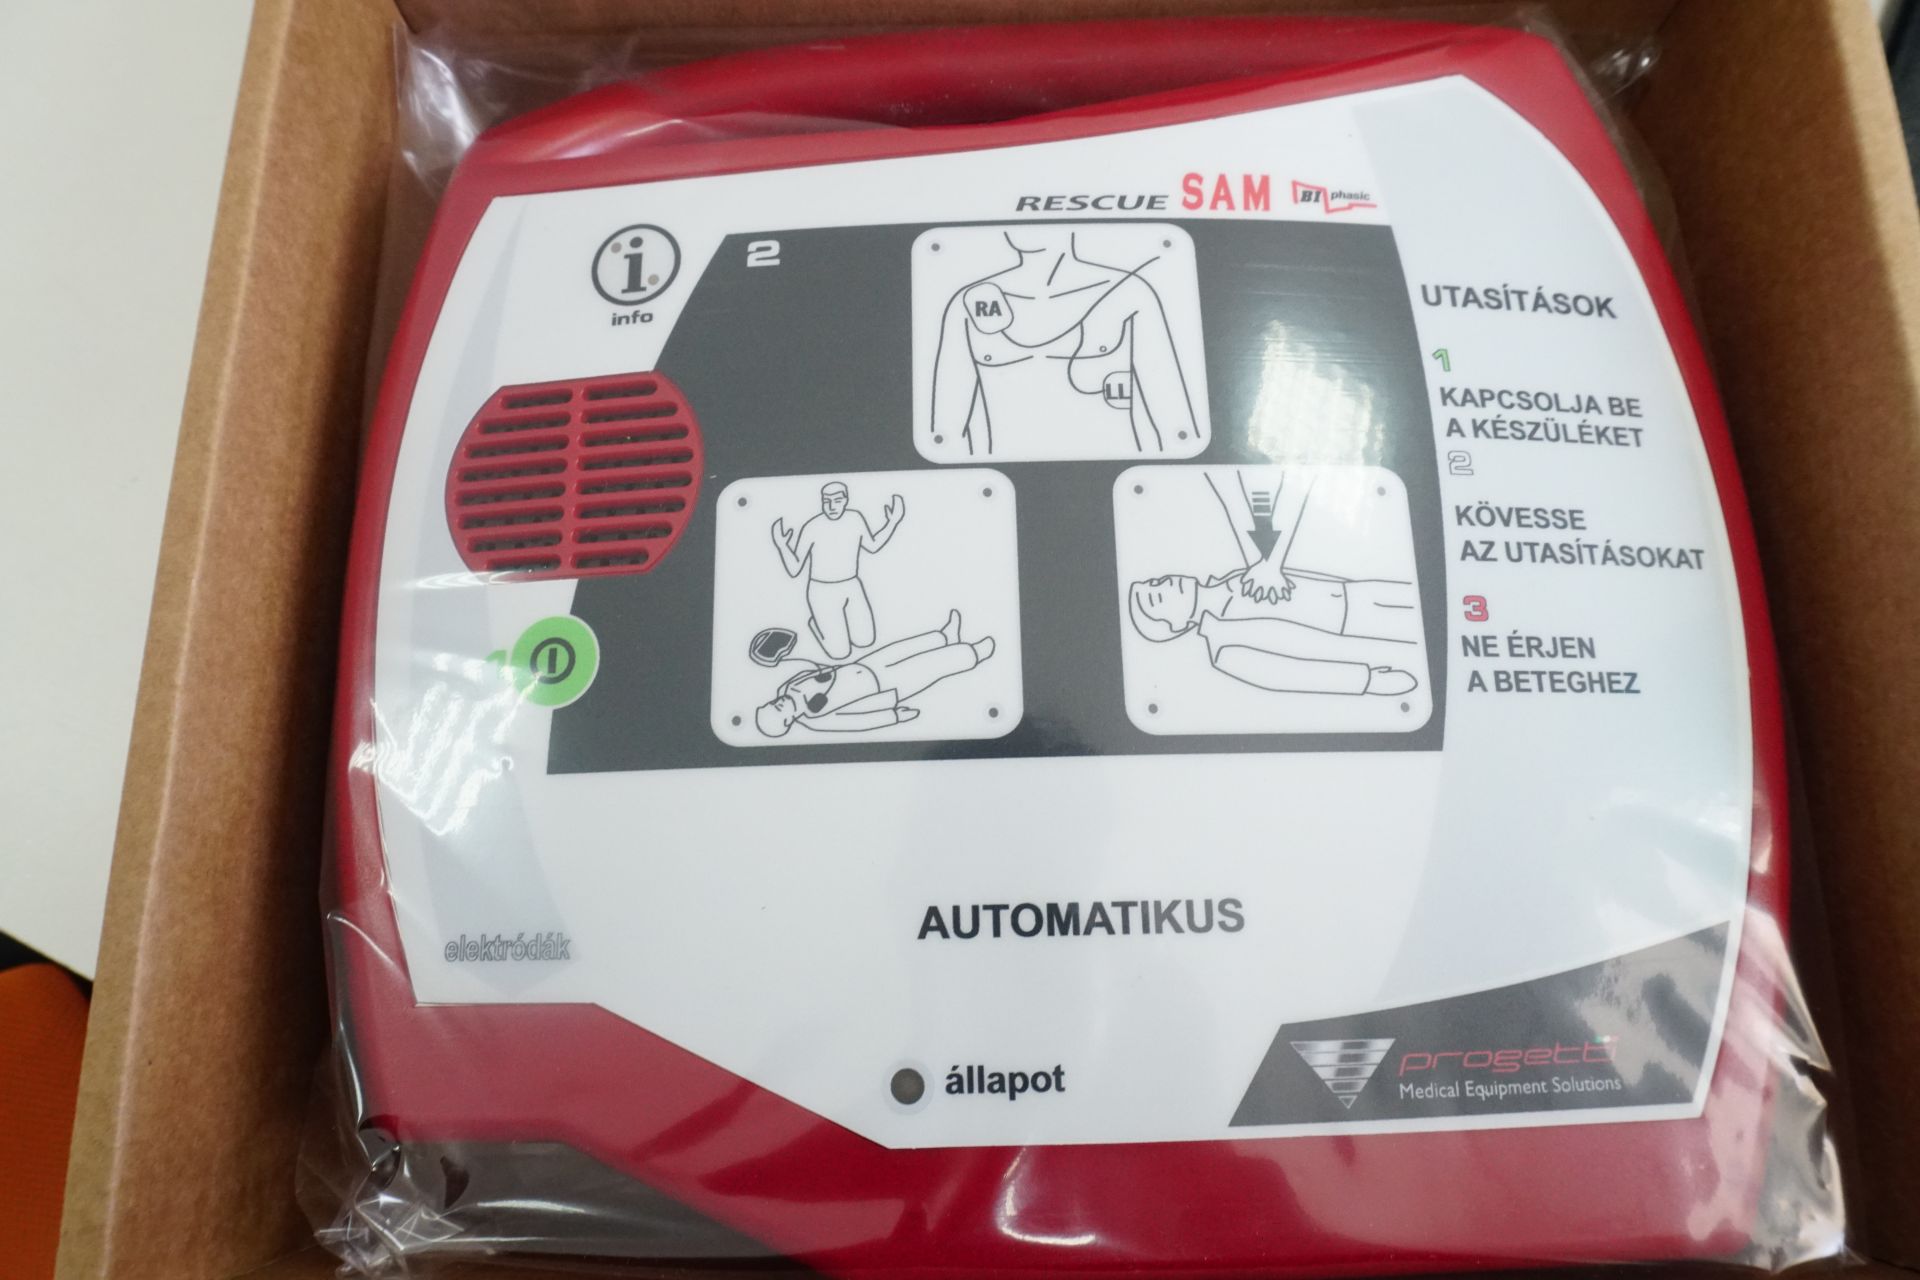 RESCUE SAM BI phasic
i
info
2
RA
LL
UTASÍTÁSOK
1
KAPCSOLJA BE
A KÉSZÜLÉKET
2
KÖVESSE
AZ UTASÍTÁSOKAT
3
NE ÉRJEN
A BETEGHEZ
1
AUTOMATIKUS
elektródák
állapot
progetti
Medical Equipment Solutions